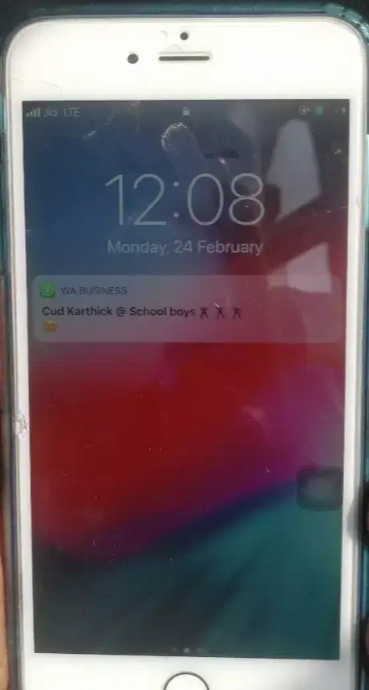 Jio LTE
12:08
Monday, 24 February
WA BUSINESS
Cud Karthick @ School boys